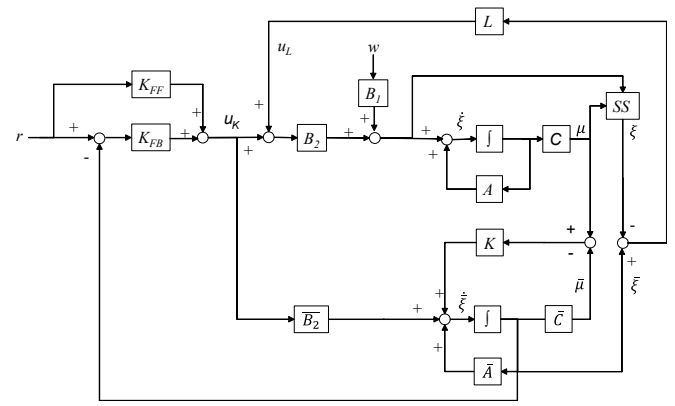 L
u_L
w
K_FF
B_1
SS
+
+
+
r
+
K_FB
+
u_K
+
B_2
+
+
ξ̇
∫
C
μ
ξ
-
+
A
+
-
K
-
+
+
μ̄
ξ̄
B̄_2
+
ξ̄̇
∫
C̄
+
Ā